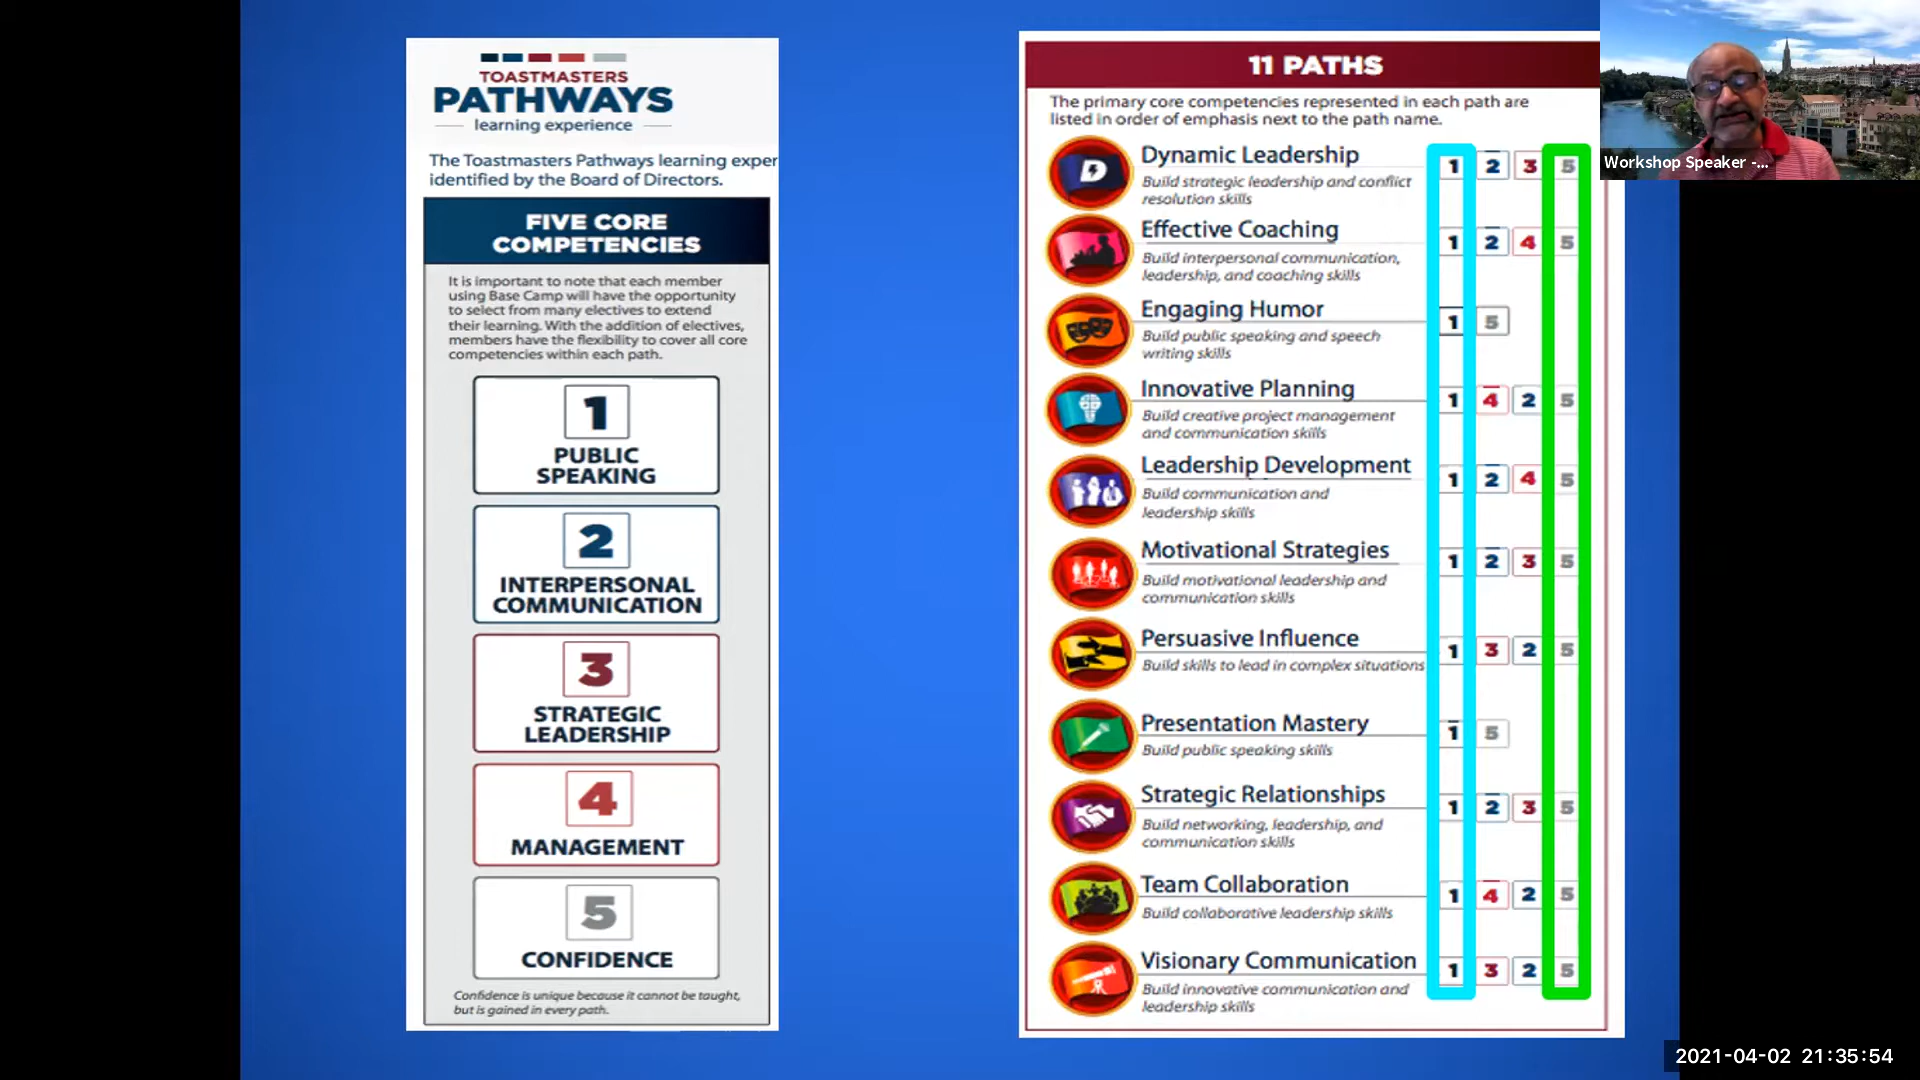 TOASTMASTERS
PATHWAYS
learning experience
The Toastmasters Pathways learning exper
identified by the Board of Directors.
FIVE CORE
COMPETENCIES
It is important to note that each member
using Base Camp will have the opportunity
to select from many electives to extend
their learning. With the addition of electives,
members have the flexibility to cover all core
competencies within each path.
1
PUBLIC
SPEAKING
2
INTERPERSONAL
COMMUNICATION
3
STRATEGIC
LEADERSHIP
4
MANAGEMENT
5
CONFIDENCE
Confidence is unique because it cannot be taught,
but is gained in every path.
11 PATHS
The primary core competencies represented in each path are
listed in order of emphasis next to the path name.
D
Dynamic Leadership 1 2 3 5
Build strategic leadership and conflict
resolution skills
Effective Coaching 1 2 4 5
Build interpersonal communication,
leadership, and coaching skills
Engaging Humor 1 5
Build public speaking and speech
writing skills
Innovative Planning 1 4 2 5
Build creative project management
and communication skills
Leadership Development 1 2 4 5
Build communication and
leadership skills
Motivational Strategies 1 2 3 5
Build motivational leadership and
communication skills
Persuasive Influence 1 3 2 5
Build skills to lead in complex situations
Presentation Mastery 1 5
Build public speaking skills
Strategic Relationships 1 2 3 5
Build networking, leadership, and
communication skills
Team Collaboration 1 4 2 5
Build collaborative leadership skills
Visionary Communication 1 3 2 5
Build innovative communication and
leadership skills
Workshop Speaker -...
2021-04-02 21:35:54